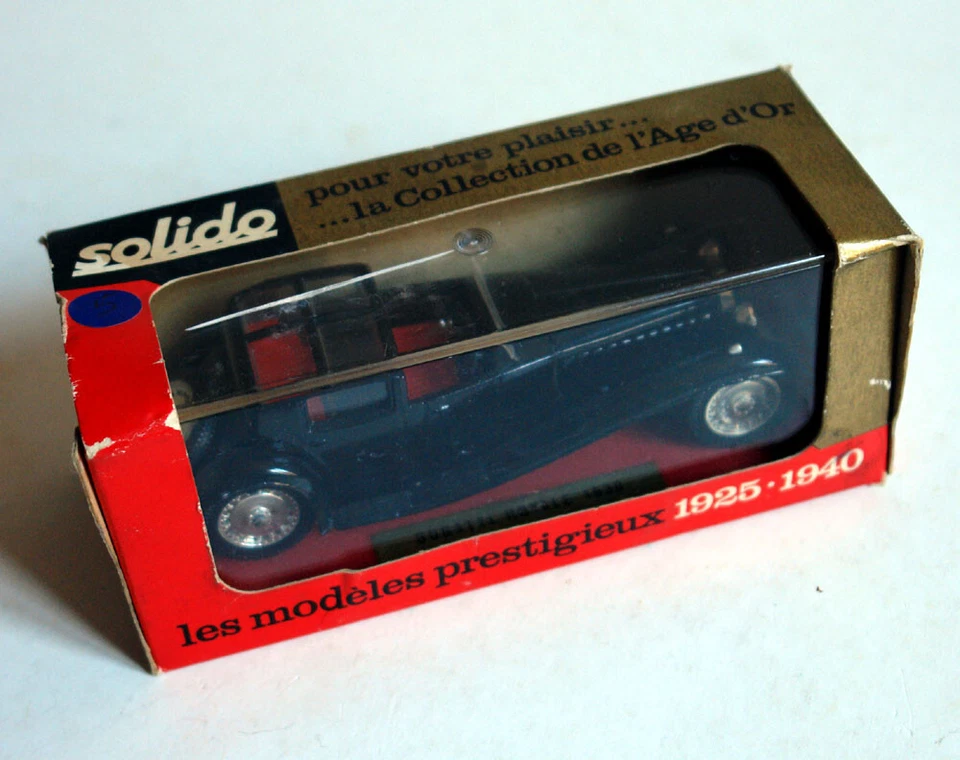 solido
pour votre plaisir...
...la Collection de l'Age d'Or
les modèles prestigieux 1925·1940